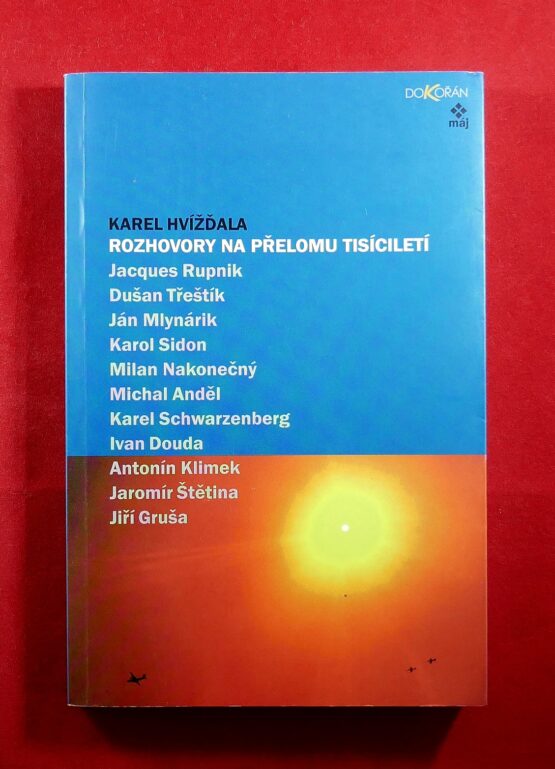 DOKOŘÁN
máj
KAREL HVÍŽĎALA
ROZHOVORY NA PŘELOMU TISÍCILETÍ
Jacques Rupnik
Dušan Třeštík
Ján Mlynárik
Karol Sidon
Milan Nakonečný
Michal Anděl
Karel Schwarzenberg
Ivan Douda
Antonín Klimek
Jaromír Štětina
Jiří Gruša